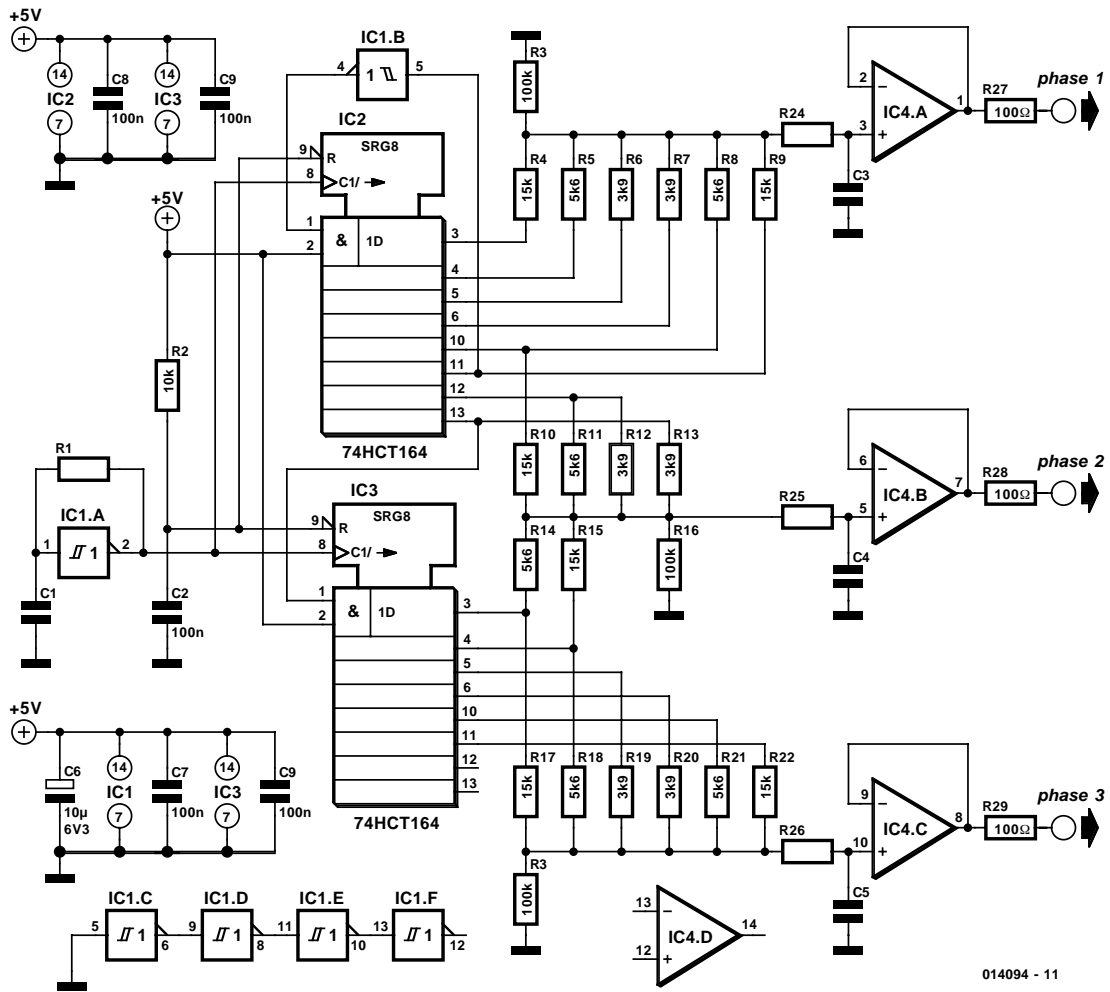 +5V
14
IC2
7
C8
100n
14
IC3
7
C9
100n
IC1.B
4
1
5
IC2
SRG8
9
R
8
C1/
1
2
&
1D
3
4
5
6
10
11
12
13
74HCT164
+5V
R2
10k
R1
IC1.A
1
1
2
C1
C2
100n
IC3
SRG8
9
R
8
C1/
1
2
&
1D
3
4
5
6
10
11
12
13
74HCT164
R3
100k
R4
15k
R5
5k6
R6
3k9
R7
3k9
R8
5k6
R9
15k
R24
C3
2
3
IC4.A
1
R27
100Ω
phase 1
R10
15k
R11
5k6
R12
3k9
R13
3k9
R14
5k6
R15
15k
R16
100k
R25
C4
6
5
IC4.B
7
R28
100Ω
phase 2
R17
15k
R18
5k6
R19
3k9
R20
3k9
R21
5k6
R22
15k
R3
100k
R26
C5
9
10
IC4.C
8
R29
100Ω
phase 3
+5V
C6
10µ
6V3
14
IC1
7
C7
100n
14
IC3
7
C9
100n
IC1.C
5
1
6
IC1.D
9
1
8
IC1.E
11
1
10
IC1.F
13
1
12
13
12
IC4.D
14
014094 - 11